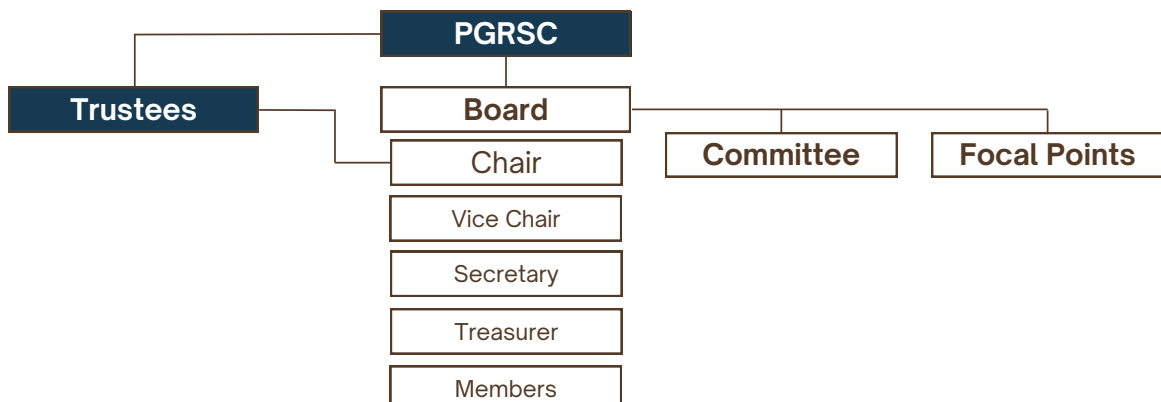 PGRSC
Trustees
Board
Committee
Focal Points
Chair
Vice Chair
Secretary
Treasurer
Members